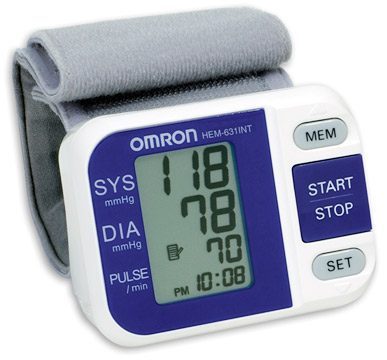 OMRON HEM-631INT
SYS
mmHg
118
DIA
mmHg
78
PULSE
/min
70
PM 10:08
MEM
START
STOP
SET